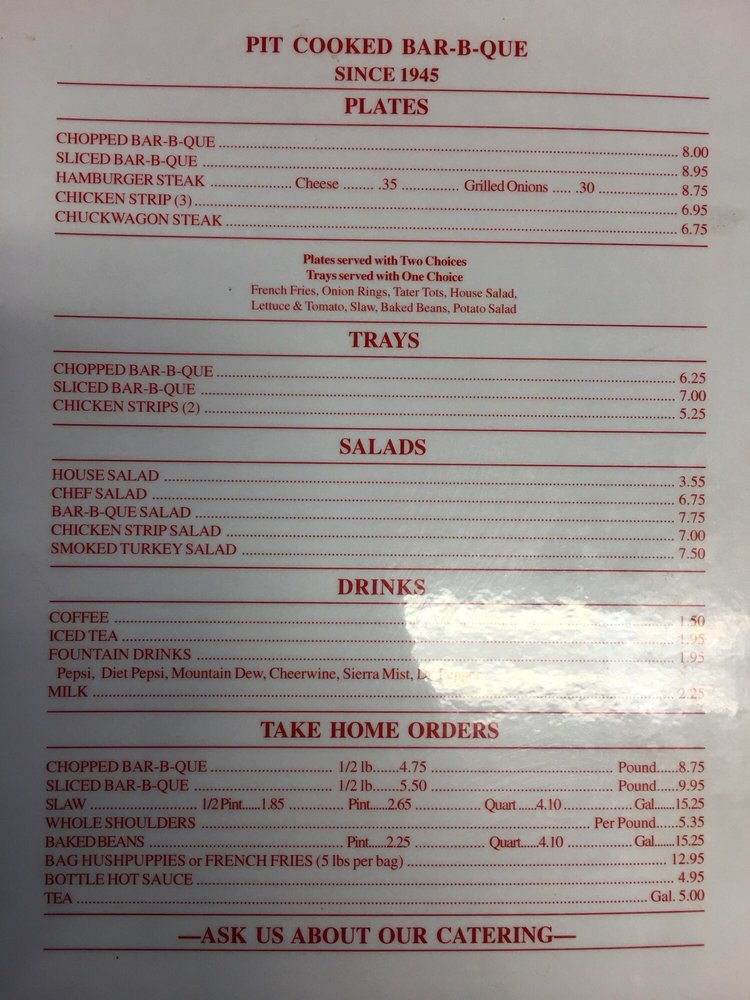 PIT COOKED BAR-B-QUE
SINCE 1945
PLATES
CHOPPED BAR-B-QUE 8.00
SLICED BAR-B-QUE 8.95
HAMBURGER STEAK Cheese .35 Grilled Onions .30 8.75
CHICKEN STRIP (3) 6.95
CHUCKWAGON STEAK 6.75
Plates served with Two Choices
Trays served with One Choice
French Fries, Onion Rings, Tater Tots, House Salad,
Lettuce & Tomato, Slaw, Baked Beans, Potato Salad
TRAYS
CHOPPED BAR-B-QUE 6.25
SLICED BAR-B-QUE 7.00
CHICKEN STRIPS (2) 5.25
SALADS
HOUSE SALAD 3.55
CHEF SALAD 6.75
BAR-B-QUE SALAD 7.75
CHICKEN STRIP SALAD 7.00
SMOKED TURKEY SALAD 7.50
DRINKS
COFFEE 1.50
ICED TEA 1.95
FOUNTAIN DRINKS 1.95
Pepsi, Diet Pepsi, Mountain Dew, Cheerwine, Sierra Mist, Dr Pepper
MILK 2.25
TAKE HOME ORDERS
CHOPPED BAR-B-QUE 1/2 lb. 4.75 Pound 8.75
SLICED BAR-B-QUE 1/2 lb. 5.50 Pound 9.95
SLAW 1/2 Pint 1.85 Pint 2.65 Quart 4.10 Gal. 15.25
WHOLE SHOULDERS Per Pound 5.35
BAKED BEANS Pint 2.25 Quart 4.10 Gal. 15.25
BAG HUSHPUPPIES or FRENCH FRIES (5 lbs per bag) 12.95
BOTTLE HOT SAUCE 4.95
TEA Gal. 5.00
—ASK US ABOUT OUR CATERING—